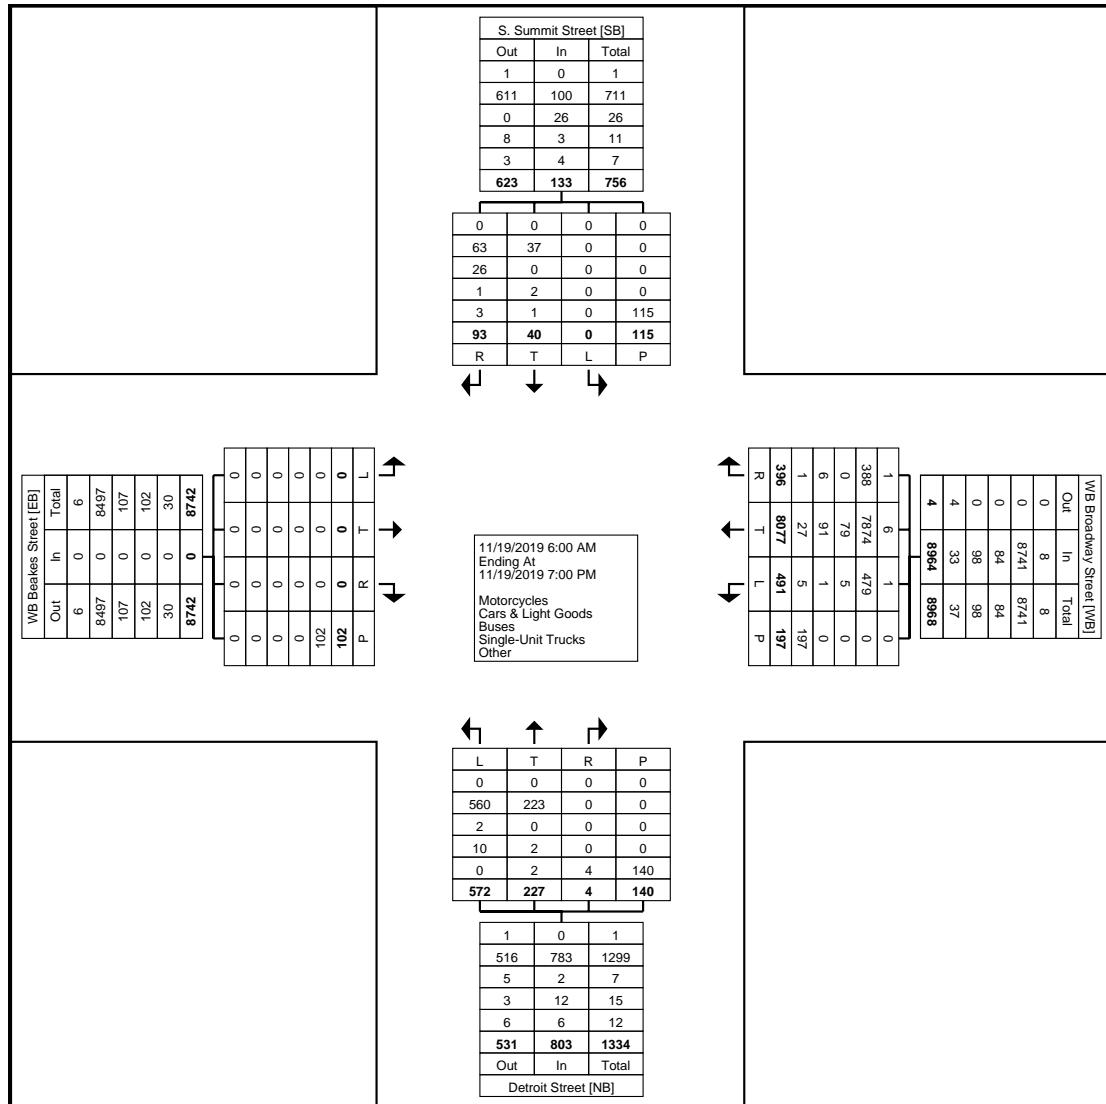 S. Summit Street [SB]
Out In Total
1 0 1
611 100 711
0 26 26
8 3 11
3 4 7
623 133 756
0 0 0 0
63 37 0 0
26 0 0 0
1 2 0 0
3 1 0 115
93 40 0 115
R T L P
WB Beakes Street [EB]
Total In Out
6 0 6
8497 0 8497
107 0 107
102 0 102
30 0 30
8742 0 8742
0 0 0 0
0 0 0 0
0 0 0 0
0 0 0 0
0 0 0 102
0 0 0 102
L T R P
11/19/2019 6:00 AM
Ending At
11/19/2019 7:00 PM
Motorcycles
Cars & Light Goods
Buses
Single-Unit Trucks
Other
R T L P
396 8077 491 197
1 27 5 197
6 91 1 0
0 79 5 0
388 7874 479 0
1 6 1 0
WB Broadway Street [WB]
Out In Total
0 8 8
0 8741 8741
0 84 84
0 98 98
4 33 37
4 8964 8968
L T R P
0 0 0 0
560 223 0 0
2 0 0 0
10 2 0 0
0 2 4 140
572 227 4 140
1 0 1
516 783 1299
5 2 7
3 12 15
6 6 12
531 803 1334
Out In Total
Detroit Street [NB]